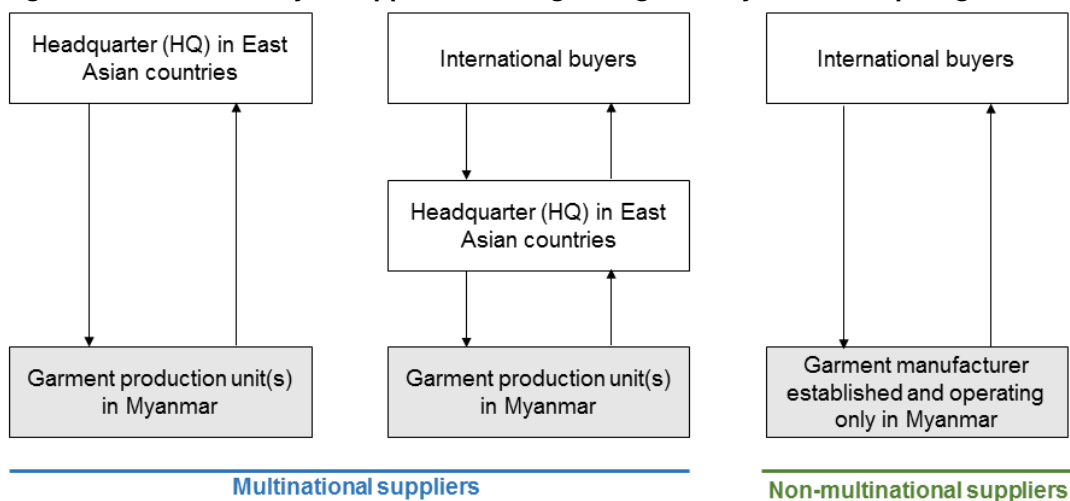 Headquarter (HQ) in East
Asian countries
International buyers
International buyers
Headquarter (HQ) in East
Asian countries
Garment production unit(s)
in Myanmar
Garment production unit(s)
in Myanmar
Garment manufacturer
established and operating
only in Myanmar
Multinational suppliers
Non-multinational suppliers